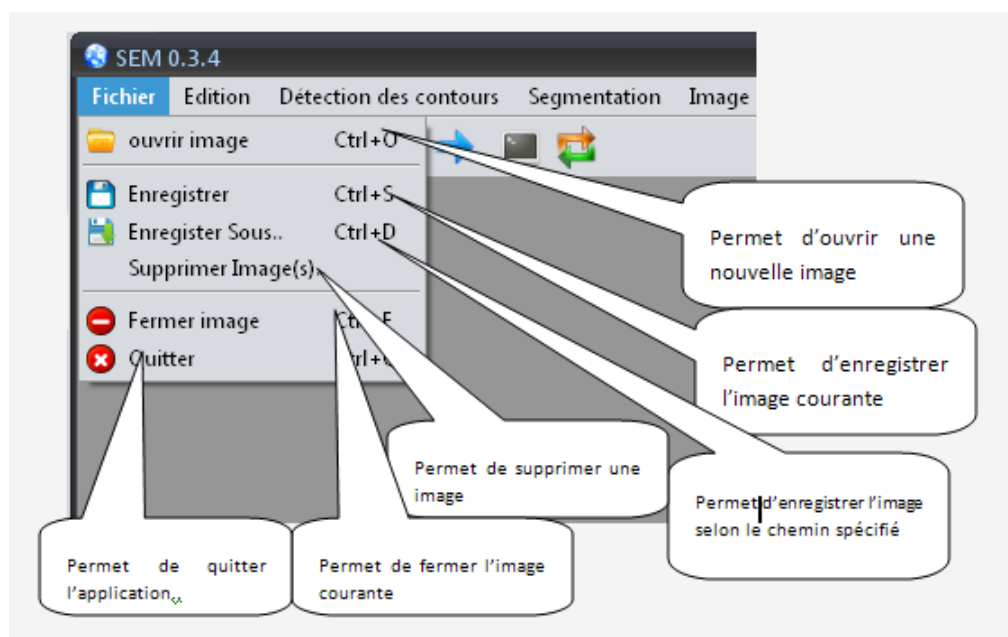 SEM 0.3.4
Fichier Edition Détection des contours Segmentation Image
ouvrir image Ctrl+O
Enregistrer Ctrl+S
Enregister Sous.. Ctrl+D
Supprimer Image(s)
Fermer image
Quitter
Permet d'ouvrir une
nouvelle image
Permet d'enregistrer
l'image courante
Permet de supprimer une
image
Permet d'enregistrer l'image
selon le chemin spécifié
Permet de quitter
l'application
Permet de fermer l'image
courante